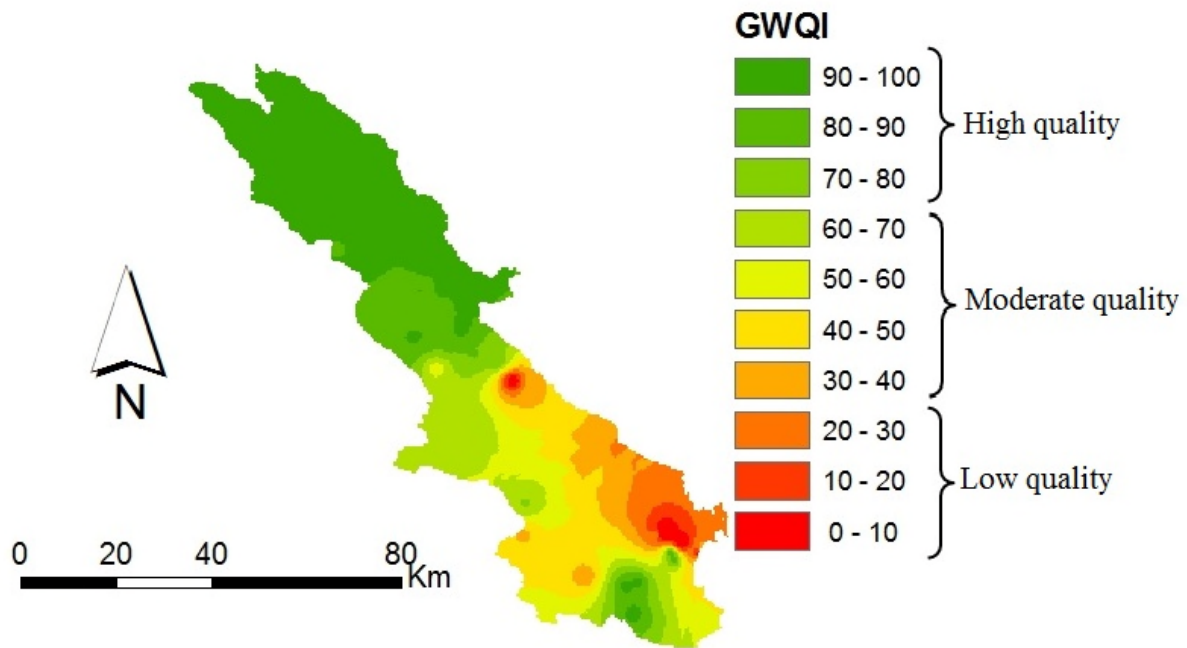 GWQI
90 - 100
80 - 90
70 - 80
High quality
60 - 70
50 - 60
40 - 50
30 - 40
Moderate quality
20 - 30
10 - 20
0 - 10
Low quality
N
0 20 40 80
Km